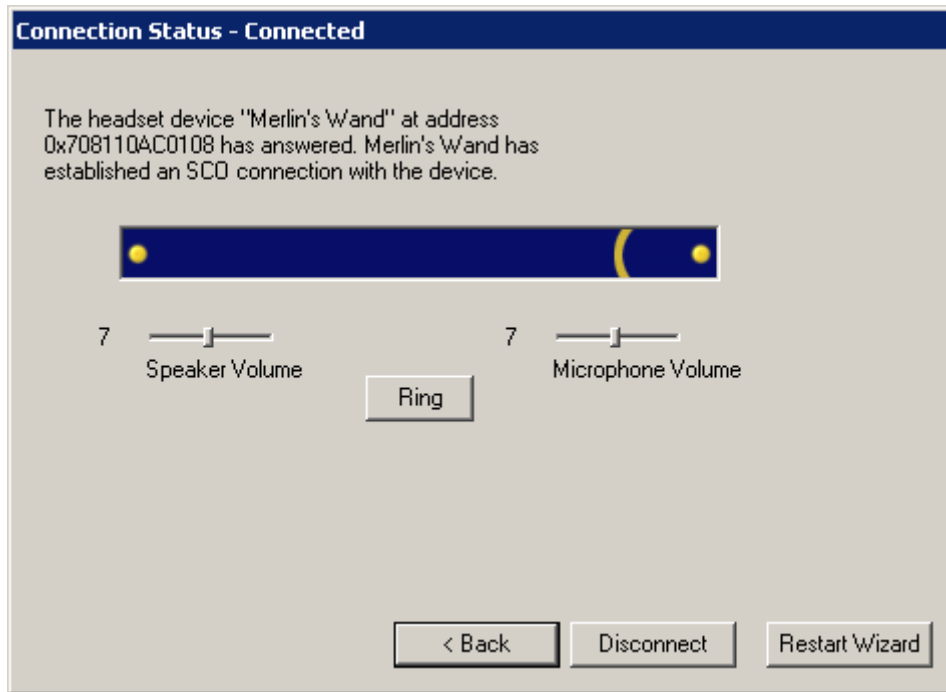 Connection Status - Connected
The headset device "Merlin's Wand" at address
0x708110AC0108 has answered. Merlin's Wand has
established an SCO connection with the device.
7
7
Speaker Volume
Microphone Volume
Ring
< Back
Disconnect
Restart Wizard